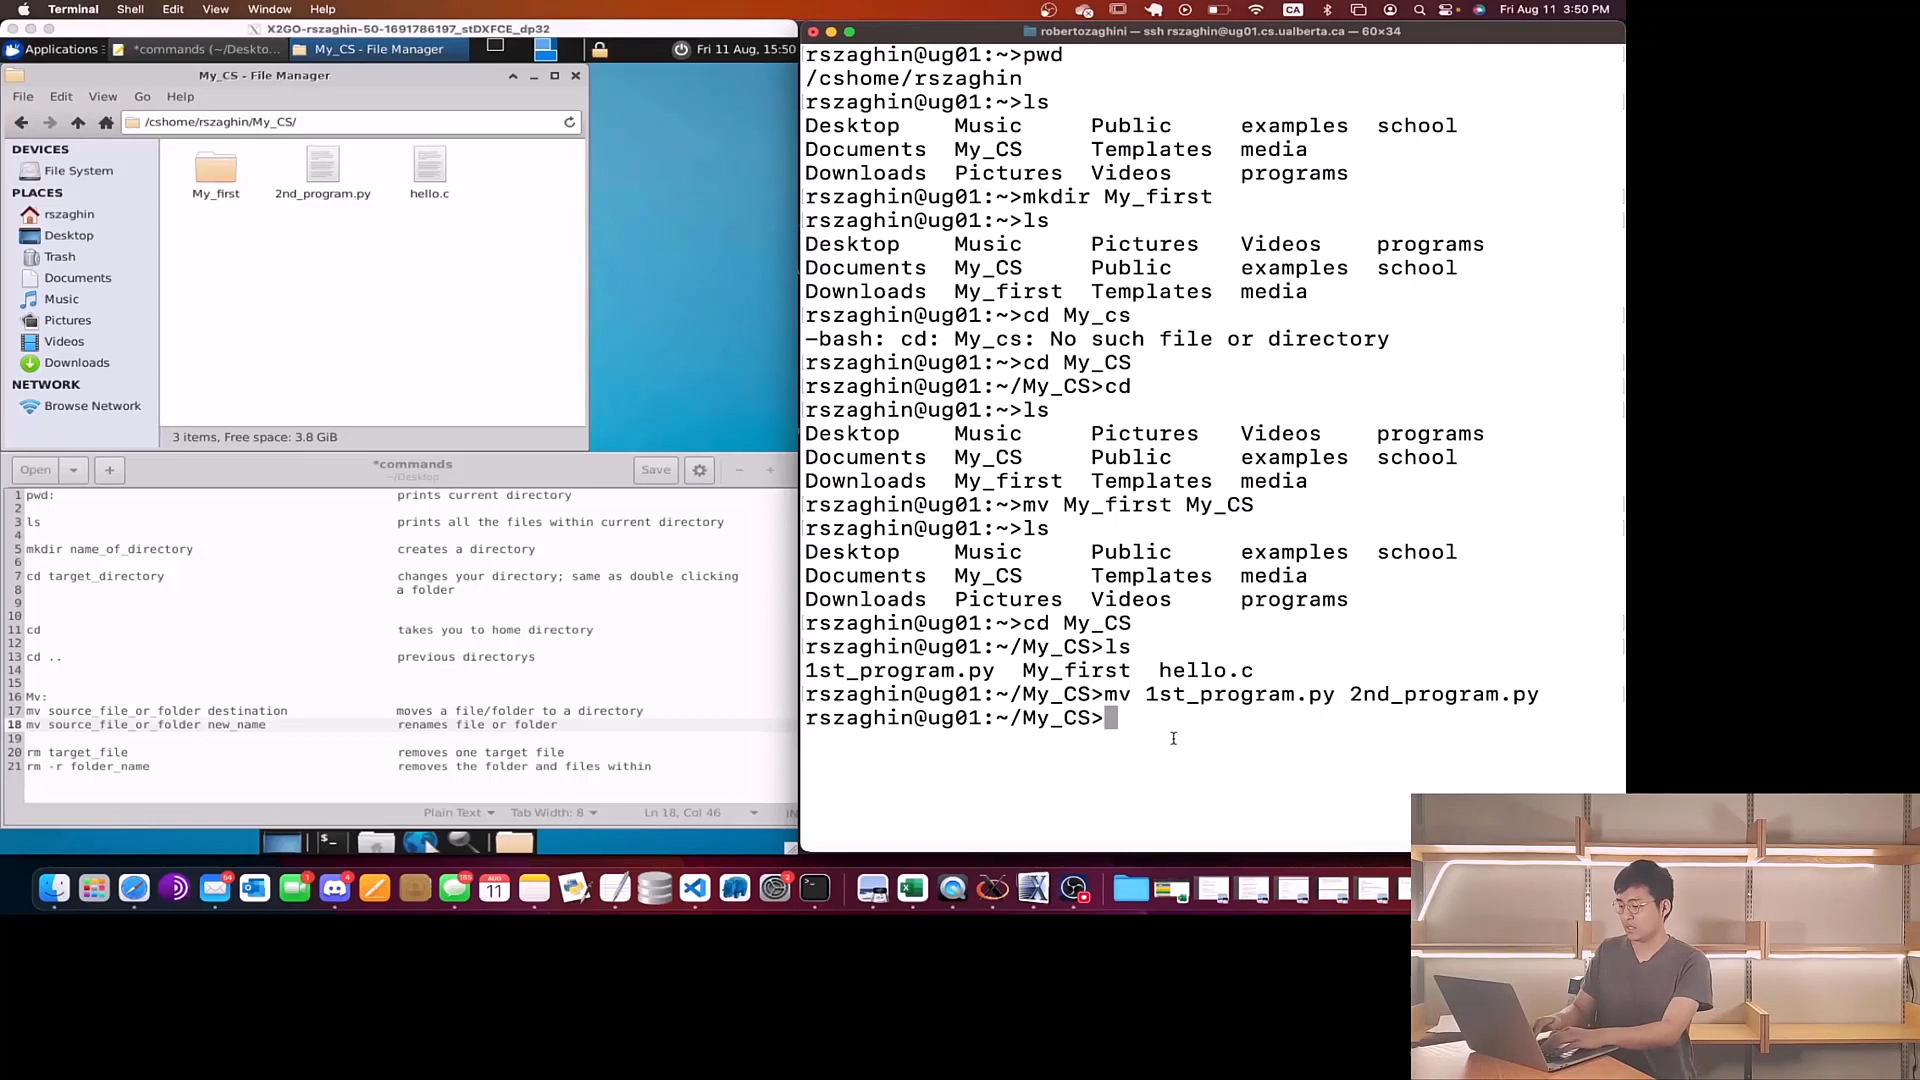 Terminal Shell Edit View Window Help
CA Fri Aug 11 3:50 PM
X2GO-rszaghin-50-1691786197_stDXFCE_dp32
Applications *commands (~/Deskto... My_CS - File Manager Fri 11 Aug, 15:50
My_CS - File Manager
File Edit View Go Help
/cshome/rszaghin/My_CS/
DEVICES
File System
PLACES
rszaghin
Desktop
Trash
Documents
Music
Pictures
Videos
Downloads
NETWORK
Browse Network
My_first 2nd_program.py hello.c
3 items, Free space: 3.8 GiB
Open + *commands Save
~/Desktop
1 pwd: prints current directory
2
3 ls prints all the files within current directory
4
5 mkdir name_of_directory creates a directory
6
7 cd target_directory changes your directory; same as double clicking
8 a folder
9
10
11 cd takes you to home directory
12
13 cd .. previous directorys
14
15
16 Mv:
17 mv source_file_or_folder destination moves a file/folder to a directory
18 mv source_file_or_folder new_name renames file or folder
19
20 rm target_file removes one target file
21 rm -r folder_name removes the folder and files within
Plain Text Tab Width: 8 Ln 18, Col 46
robertozaghini — ssh rszaghin@ug01.cs.ualberta.ca — 60×34
rszaghin@ug01:~>pwd
/cshome/rszaghin
rszaghin@ug01:~>ls
Desktop Music Public examples school
Documents My_CS Templates media
Downloads Pictures Videos programs
rszaghin@ug01:~>mkdir My_first
rszaghin@ug01:~>ls
Desktop Music Pictures Videos programs
Documents My_CS Public examples school
Downloads My_first Templates media
rszaghin@ug01:~>cd My_cs
-bash: cd: My_cs: No such file or directory
rszaghin@ug01:~>cd My_CS
rszaghin@ug01:~/My_CS>cd
rszaghin@ug01:~>ls
Desktop Music Pictures Videos programs
Documents My_CS Public examples school
Downloads My_first Templates media
rszaghin@ug01:~>mv My_first My_CS
rszaghin@ug01:~>ls
Desktop Music Public examples school
Documents My_CS Templates media
Downloads Pictures Videos programs
rszaghin@ug01:~>cd My_CS
rszaghin@ug01:~/My_CS>ls
1st_program.py My_first hello.c
rszaghin@ug01:~/My_CS>mv 1st_program.py 2nd_program.py
rszaghin@ug01:~/My_CS>